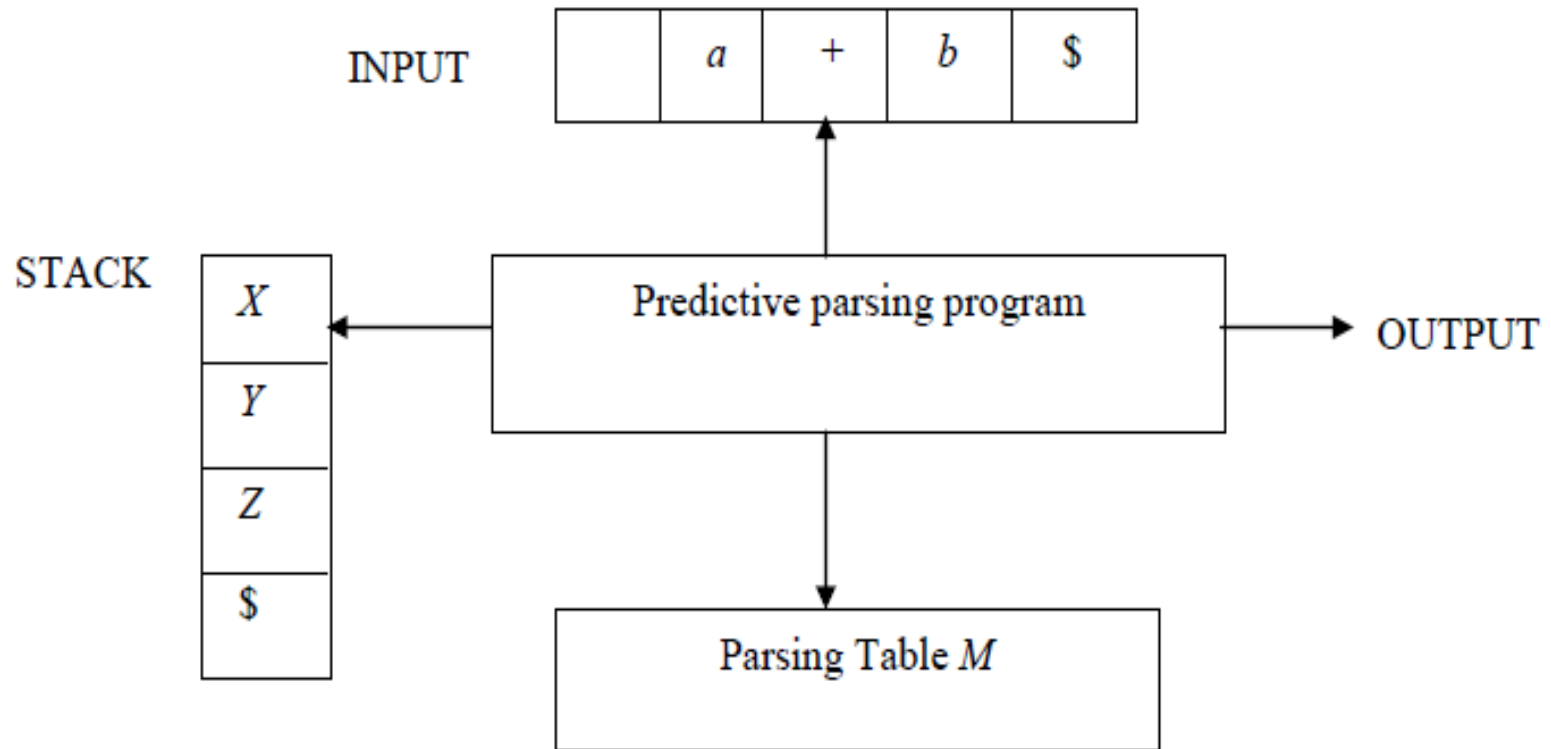 INPUT
a + b $
STACK
X
Y
Z
$
Predictive parsing program
OUTPUT
Parsing Table M